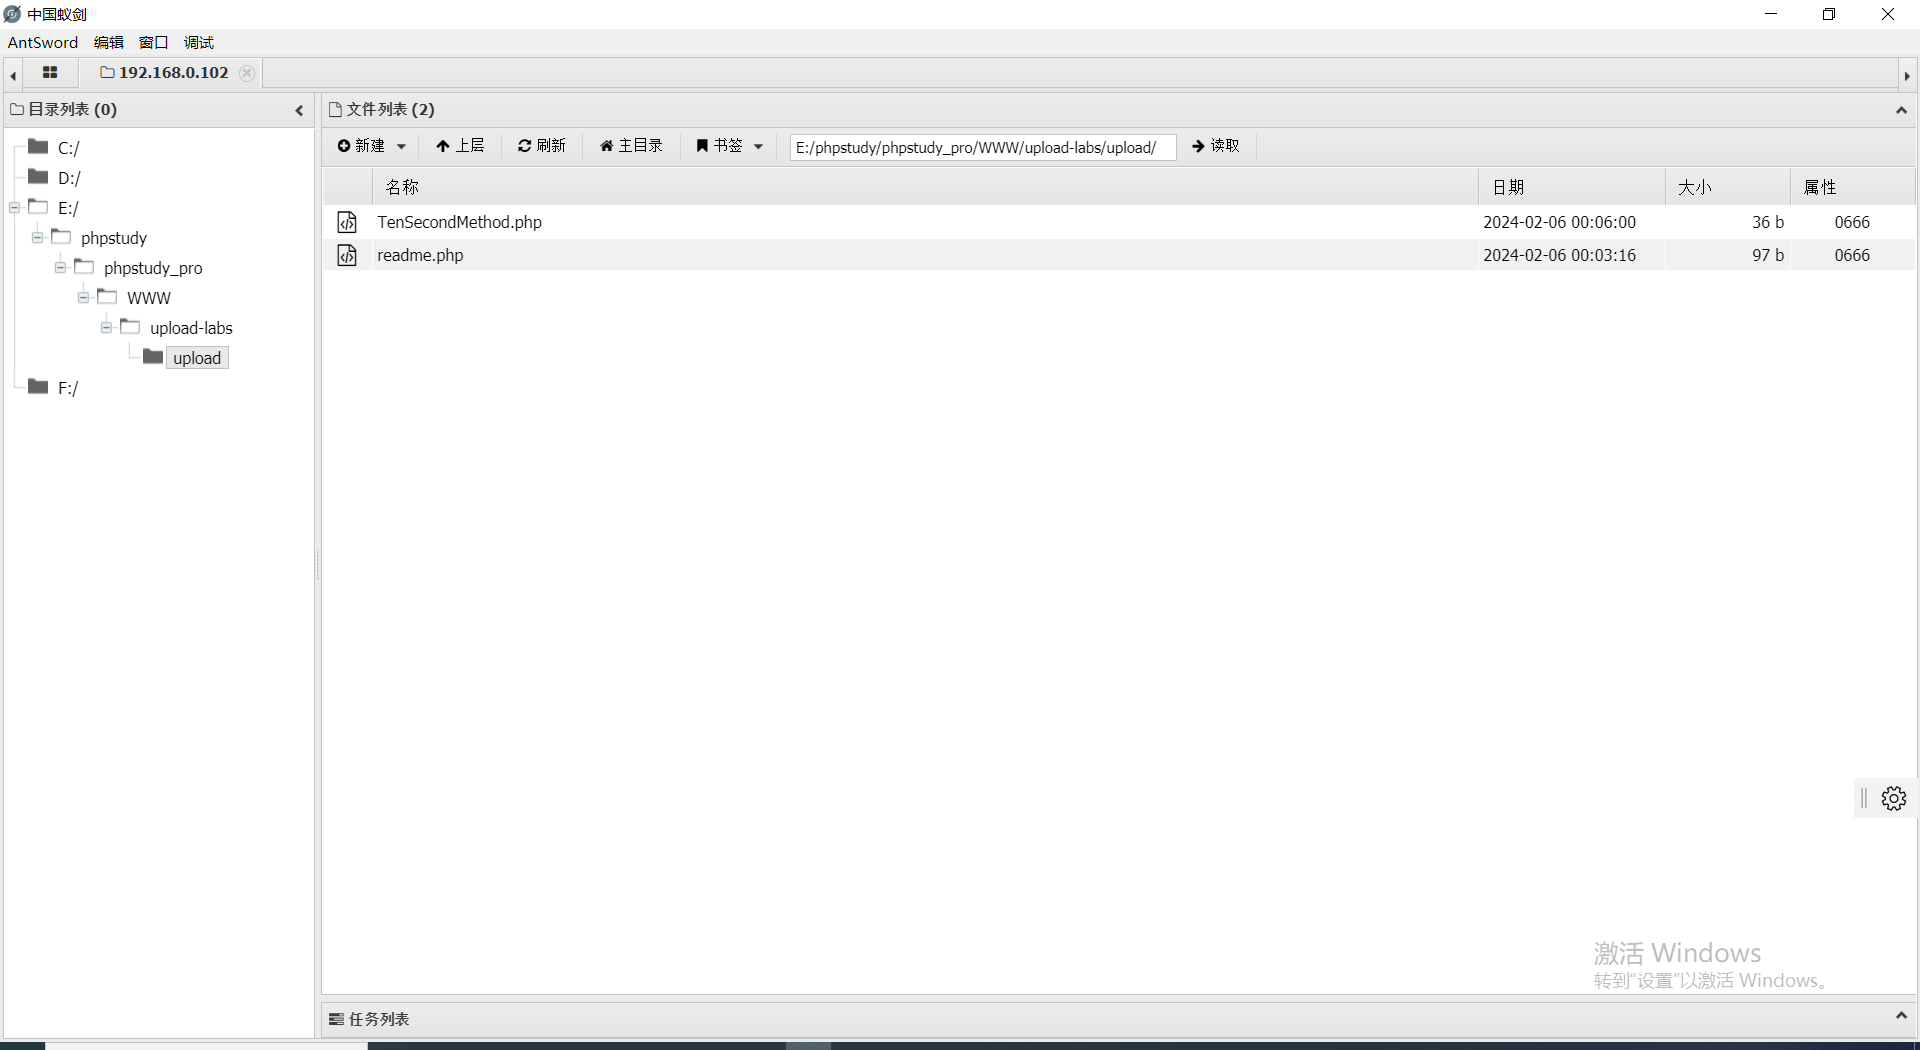 中国蚁剑
AntSword 编辑 窗口 调试
192.168.0.102
目录列表 (0)
C:/
D:/
E:/
phpstudy
phpstudy_pro
WWW
upload-labs
upload
F:/
文件列表 (2)
新建 上层 刷新 主目录 书签 E:/phpstudy/phpstudy_pro/WWW/upload-labs/upload/ 读取
名称 日期 大小 属性
TenSecondMethod.php 2024-02-06 00:06:00 36 b 0666
readme.php 2024-02-06 00:03:16 97 b 0666
激活 Windows
转到“设置”以激活 Windows。
任务列表